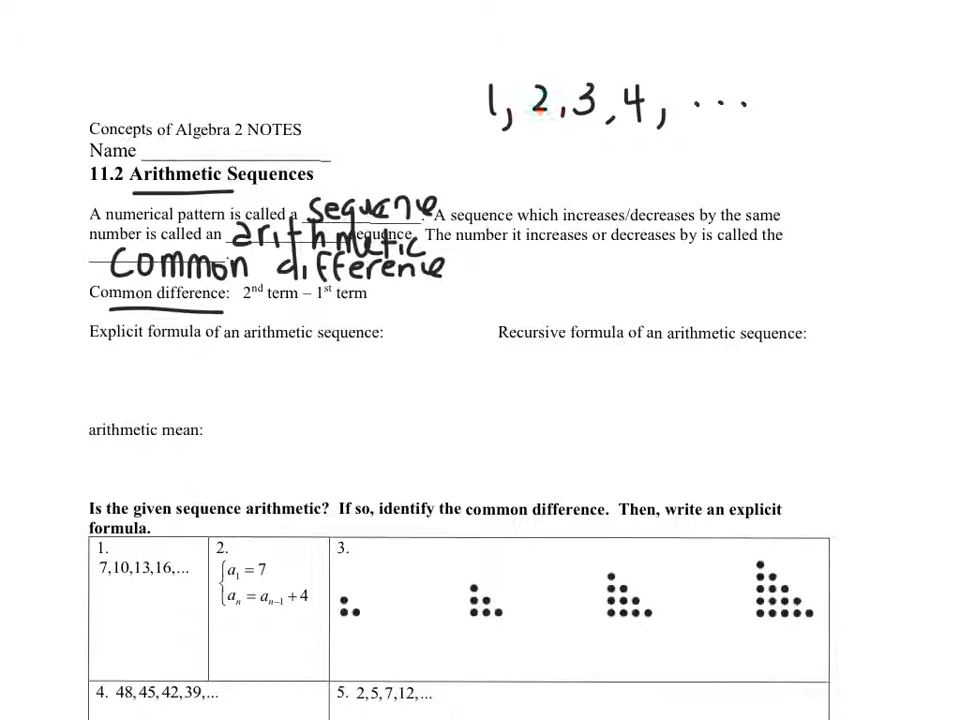 1, 2, 3, 4, ...
Concepts of Algebra 2 NOTES
Name ____________________
11.2 Arithmetic Sequences
A numerical pattern is called a sequence. A sequence which increases/decreases by the same
number is called an arithmetic sequence. The number it increases or decreases by is called the
common difference.
Common difference: 2nd term – 1st term
Explicit formula of an arithmetic sequence: Recursive formula of an arithmetic sequence:
arithmetic mean:
Is the given sequence arithmetic? If so, identify the common difference. Then, write an explicit
formula.
1. 2. 3.
7,10,13,16,... { a₁ = 7
aₙ = aₙ₋₁ + 4
4. 48, 45, 42, 39,... 5. 2,5,7,12,...